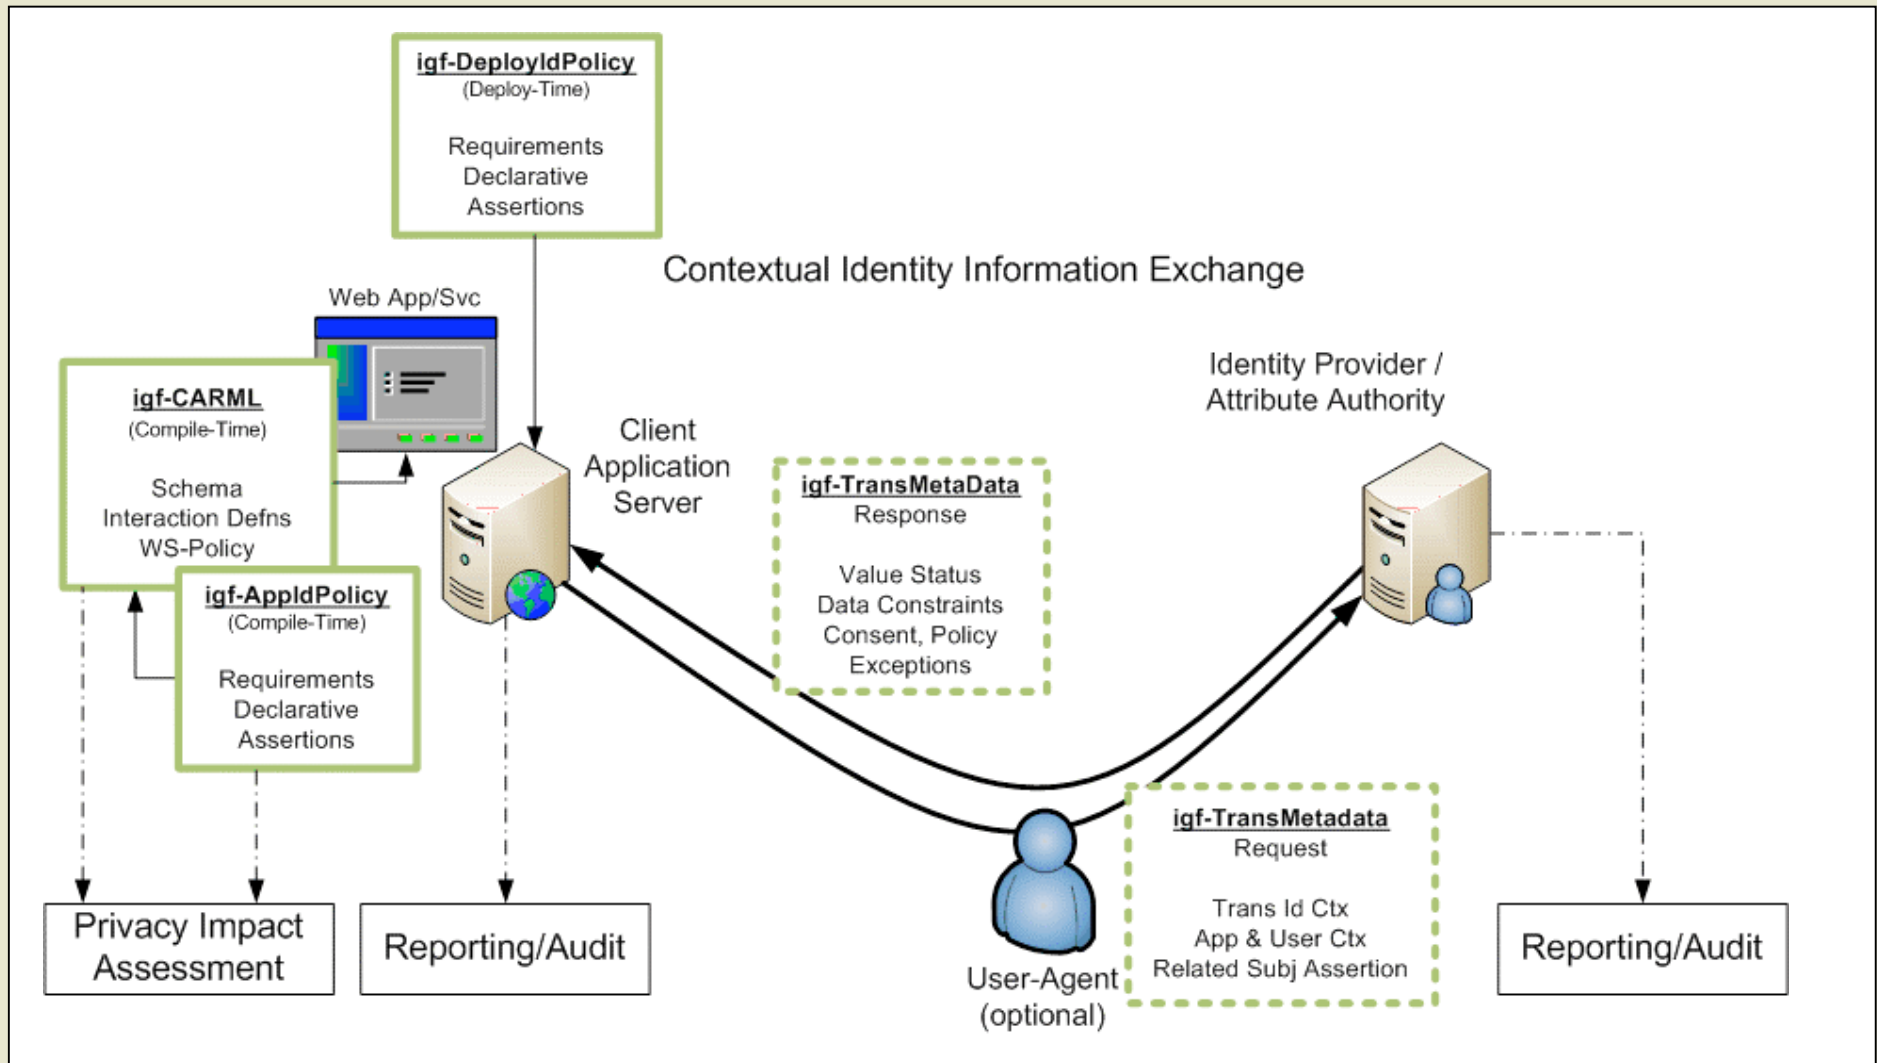 igf-DeployIdPolicy
(Deploy-Time)
Requirements
Declarative
Assertions
Contextual Identity Information Exchange
Web App/Svc
igf-CARML
(Compile-Time)
Schema
Interaction Defns
WS-Policy
igf-AppIdPolicy
(Compile-Time)
Requirements
Declarative
Assertions
Client
Application
Server
Identity Provider /
Attribute Authority
igf-TransMetaData
Response
Value Status
Data Constraints
Consent, Policy
Exceptions
igf-TransMetadata
Request
Trans Id Ctx
App & User Ctx
Related Subj Assertion
User-Agent
(optional)
Privacy Impact
Assessment
Reporting/Audit
Reporting/Audit